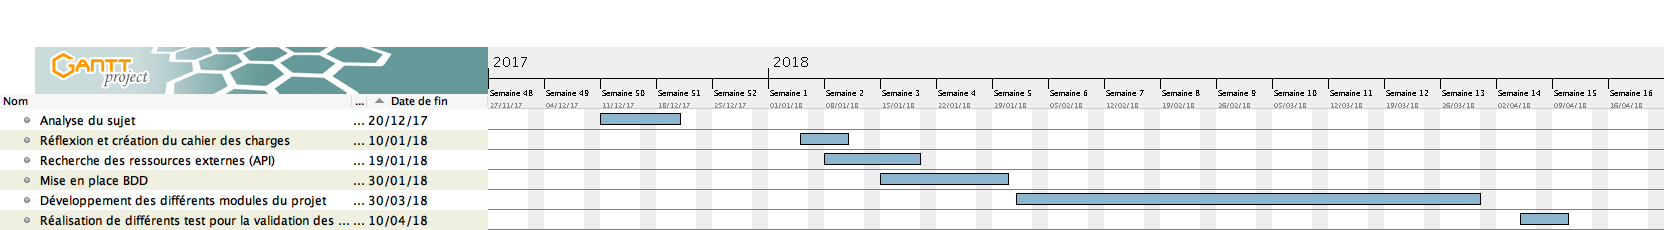 GANTT
project
2017 2018
Semaine 48 Semaine 49 Semaine 50 Semaine 51 Semaine 52 Semaine 1 Semaine 2 Semaine 3 Semaine 4 Semaine 5 Semaine 6 Semaine 7 Semaine 8 Semaine 9 Semaine 10 Semaine 11 Semaine 12 Semaine 13 Semaine 14 Semaine 15 Semaine 16
Nom ... Date de fin
27/11/17 04/12/17 11/12/17 18/12/17 25/12/17 01/01/18 08/01/18 15/01/18 22/01/18 29/01/18 05/02/18 12/02/18 19/02/18 26/02/18 05/03/18 12/03/18 19/03/18 26/03/18 02/04/18 09/04/18 16/04/18
Analyse du sujet ... 20/12/17
Réflexion et création du cahier des charges ... 10/01/18
Recherche des ressources externes (API) ... 19/01/18
Mise en place BDD ... 30/01/18
Développement des différents modules du projet ... 30/03/18
Réalisation de différents test pour la validation des ... ... 10/04/18